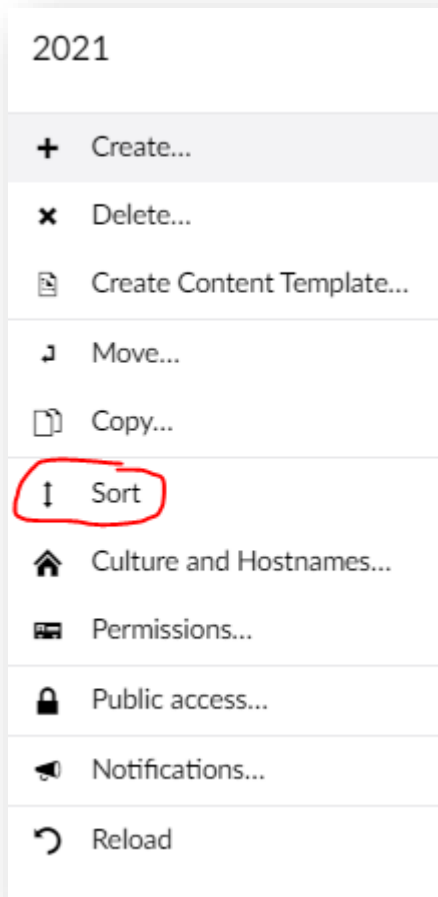 2021
Create...
Delete...
Create Content Template...
Move...
Copy...
Sort
Culture and Hostnames...
Permissions...
Public access...
Notifications...
Reload